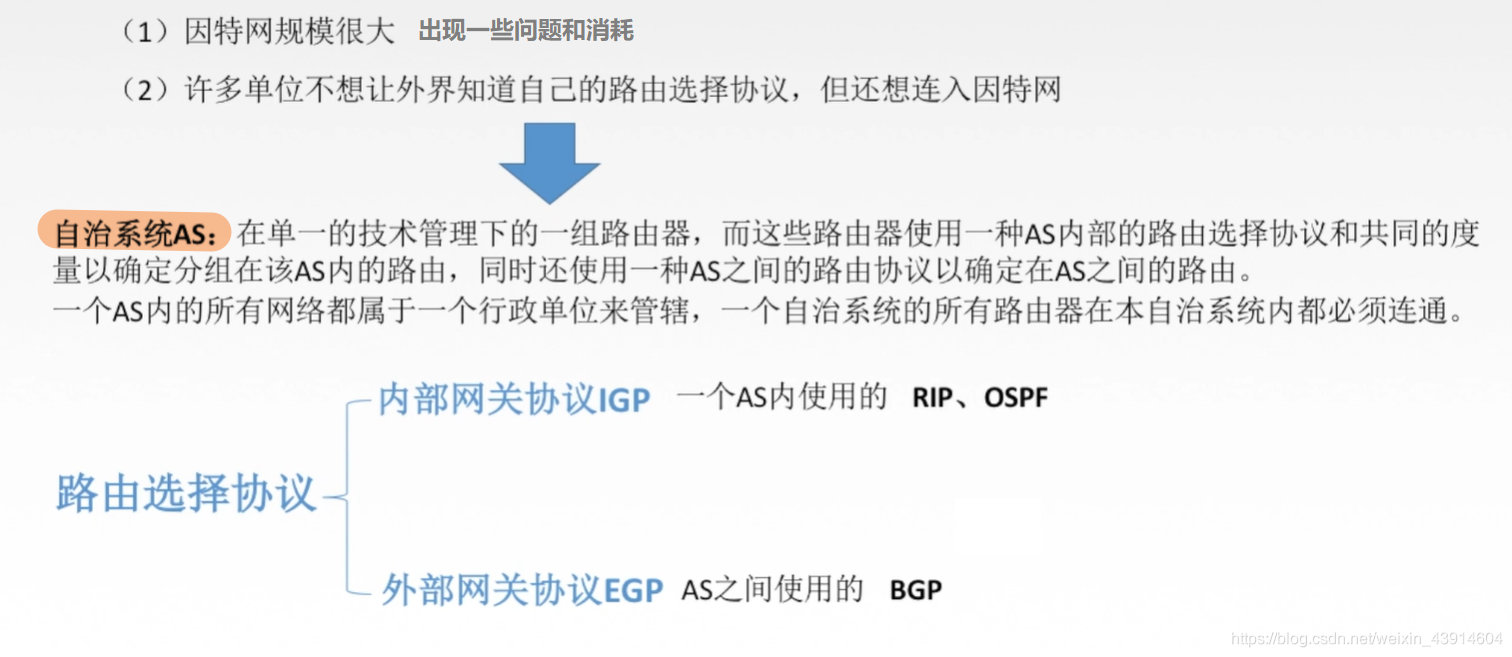 （1）因特网规模很大 出现一些问题和消耗
（2）许多单位不想让外界知道自己的路由选择协议，但还想连入因特网
自治系统AS：在单一的技术管理下的一组路由器，而这些路由器使用一种AS内部的路由选择协议和共同的度
量以确定分组在该AS内的路由，同时还使用一种AS之间的路由协议以确定在AS之间的路由。
一个AS内的所有网络都属于一个行政单位来管辖，一个自治系统的所有路由器在本自治系统内都必须连通。
内部网关协议IGP 一个AS内使用的 RIP、OSPF
路由选择协议
外部网关协议EGP AS之间使用的 BGP
https://blog.csdn.net/weixin_43914604